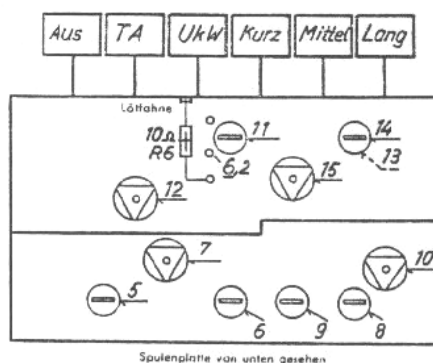 Aus TA UkW Kurz Mittel Lang
Lötfahne
10Ω
R6
11
14
6,2
13
12
15
7
10
5
6
9
8
Spulenplatte von unten gesehen